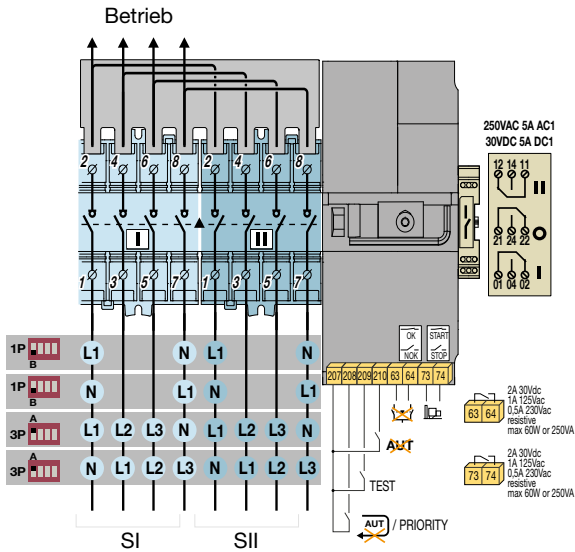 Betrieb
2 4 6 8 2 4 6 8
I II
1 3 5 7 1 3 5 7
250VAC 5A AC1
30VDC 5A DC1
12 14 11
II
21 24 22
O
01 04 02
I
OK
NOK
START
STOP
207 208 209 210 63 64 73 74
1P
B
L1 N L1 N
1P
B
N L1 N L1
A
3P
L1 L2 L3 N L1 L2 L3 N
A
3P
N L1 L2 L3 N L1 L2 L3
SI
SII
AUT
TEST
AUT / PRIORITY
63 64
2A 30Vdc
1A 125Vac
0,5A 230Vac
resistive
max 60W or 250VA
73 74
2A 30Vdc
1A 125Vac
0,5A 230Vac
resistive
max 60W or 250VA